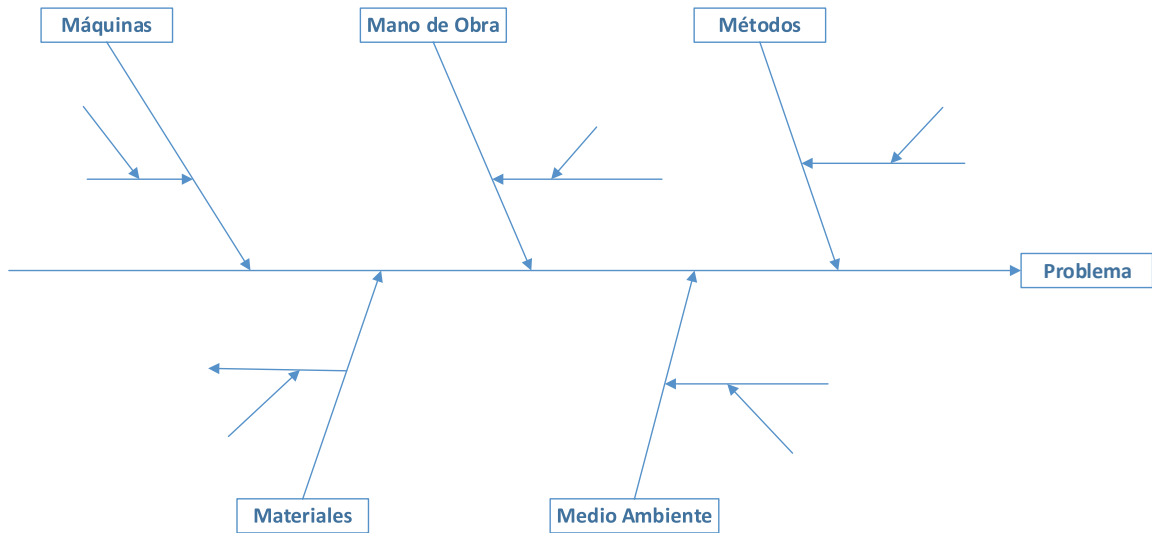 Máquinas
Mano de Obra
Métodos
Problema
Materiales
Medio Ambiente